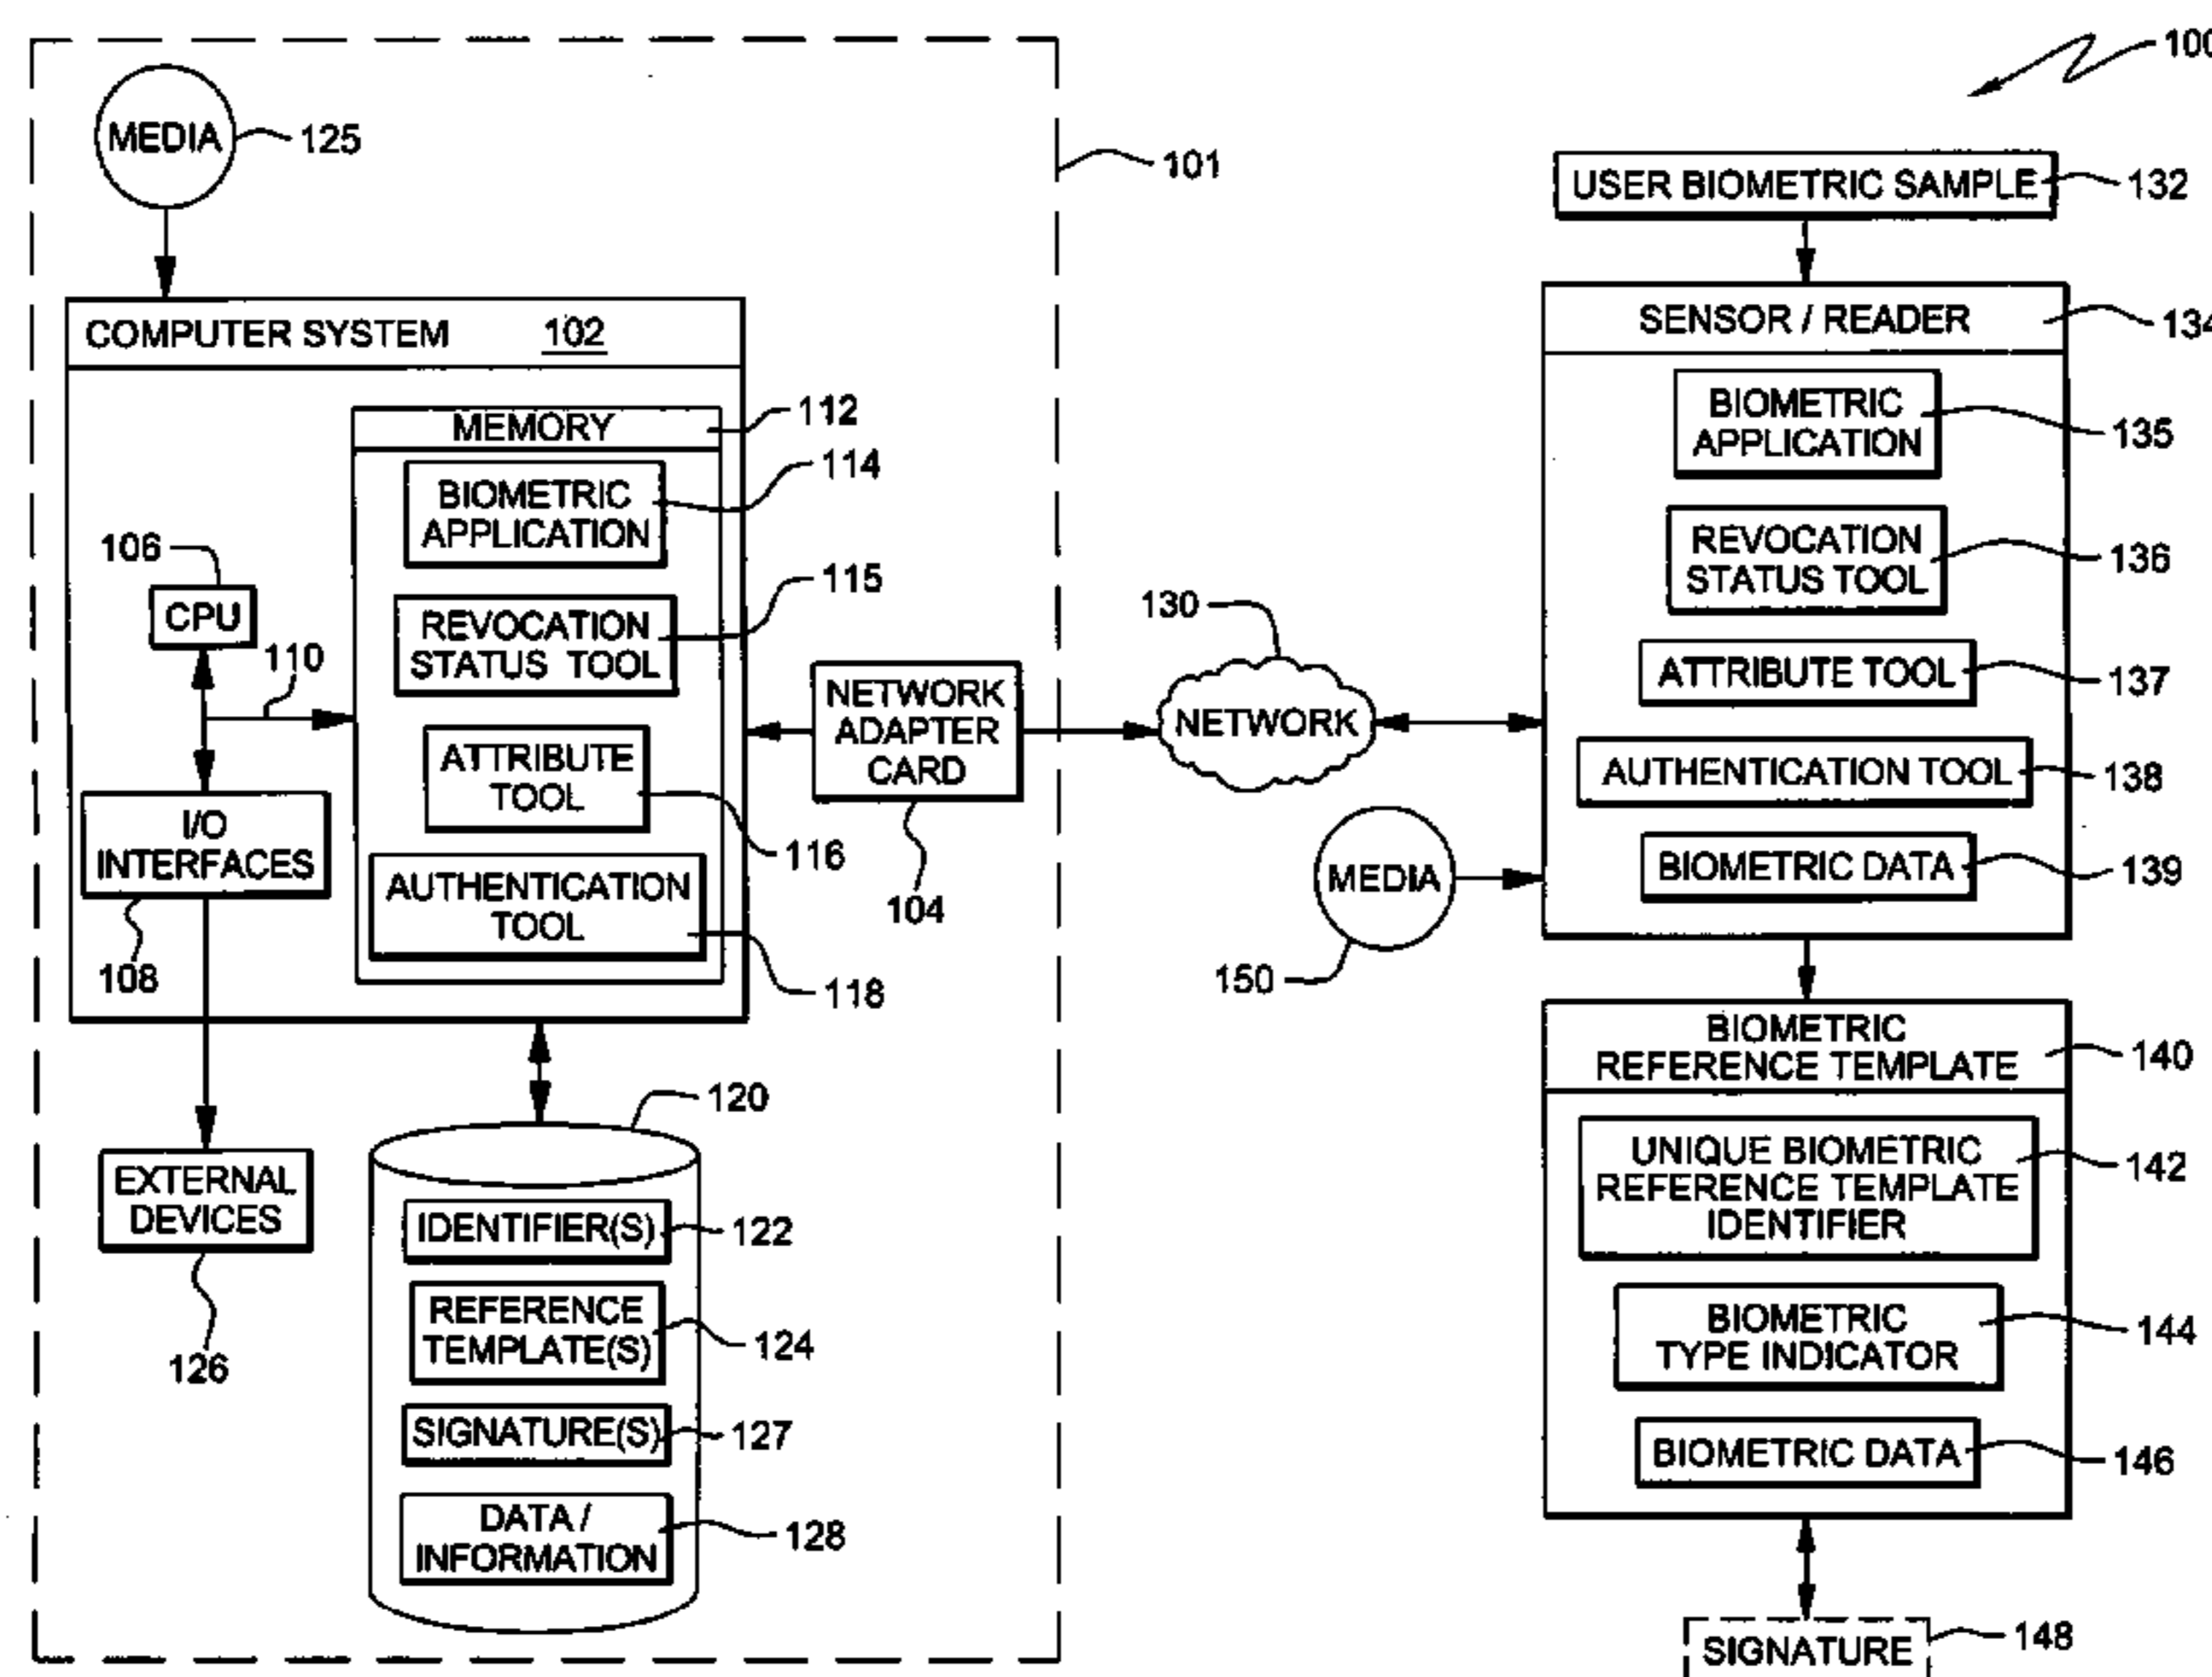 MEDIA
125
101
COMPUTER SYSTEM 102
MEMORY
112
BIOMETRIC
APPLICATION
114
REVOCATION
STATUS TOOL
115
ATTRIBUTE
TOOL
116
AUTHENTICATION
TOOL
118
106
CPU
110
I/O
INTERFACES
108
NETWORK
ADAPTER
CARD
104
EXTERNAL
DEVICES
126
120
IDENTIFIER(S)
122
REFERENCE
TEMPLATE(S)
124
SIGNATURE(S)
127
DATA /
INFORMATION
128
130
NETWORK
MEDIA
150
100
USER BIOMETRIC SAMPLE
132
SENSOR / READER
134
BIOMETRIC
APPLICATION
135
REVOCATION
STATUS TOOL
136
ATTRIBUTE TOOL
137
AUTHENTICATION TOOL
138
BIOMETRIC DATA
139
BIOMETRIC
REFERENCE TEMPLATE
140
UNIQUE BIOMETRIC
REFERENCE TEMPLATE
IDENTIFIER
142
BIOMETRIC
TYPE INDICATOR
144
BIOMETRIC DATA
146
SIGNATURE
148